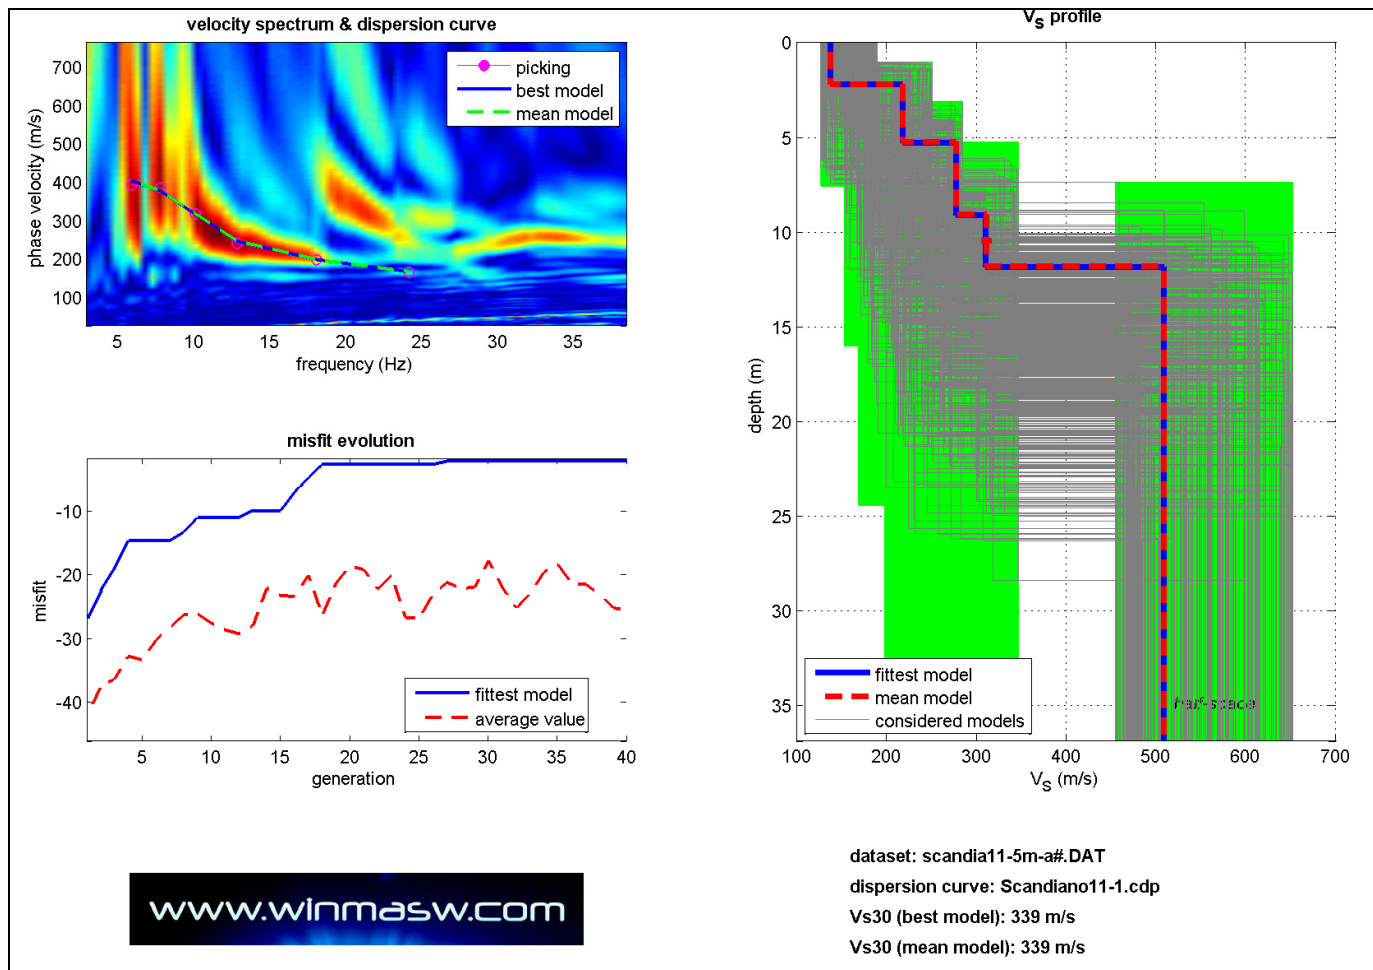 velocity spectrum & dispersion curve
700
600
500
400
300
200
100
phase velocity (m/s)
picking
best model
mean model
5
10
15
20
25
30
35
frequency (Hz)
misfit evolution
-10
-20
-30
-40
misfit
fittest model
average value
5
10
15
20
25
30
35
40
generation
www.winmasw.com
VS profile
0
5
10
15
20
25
30
35
depth (m)
half-space
fittest model
mean model
considered models
100
200
300
400
500
600
700
VS (m/s)
dataset: scandia11-5m-a#.DAT
dispersion curve: Scandiano11-1.cdp
Vs30 (best model): 339 m/s
Vs30 (mean model): 339 m/s